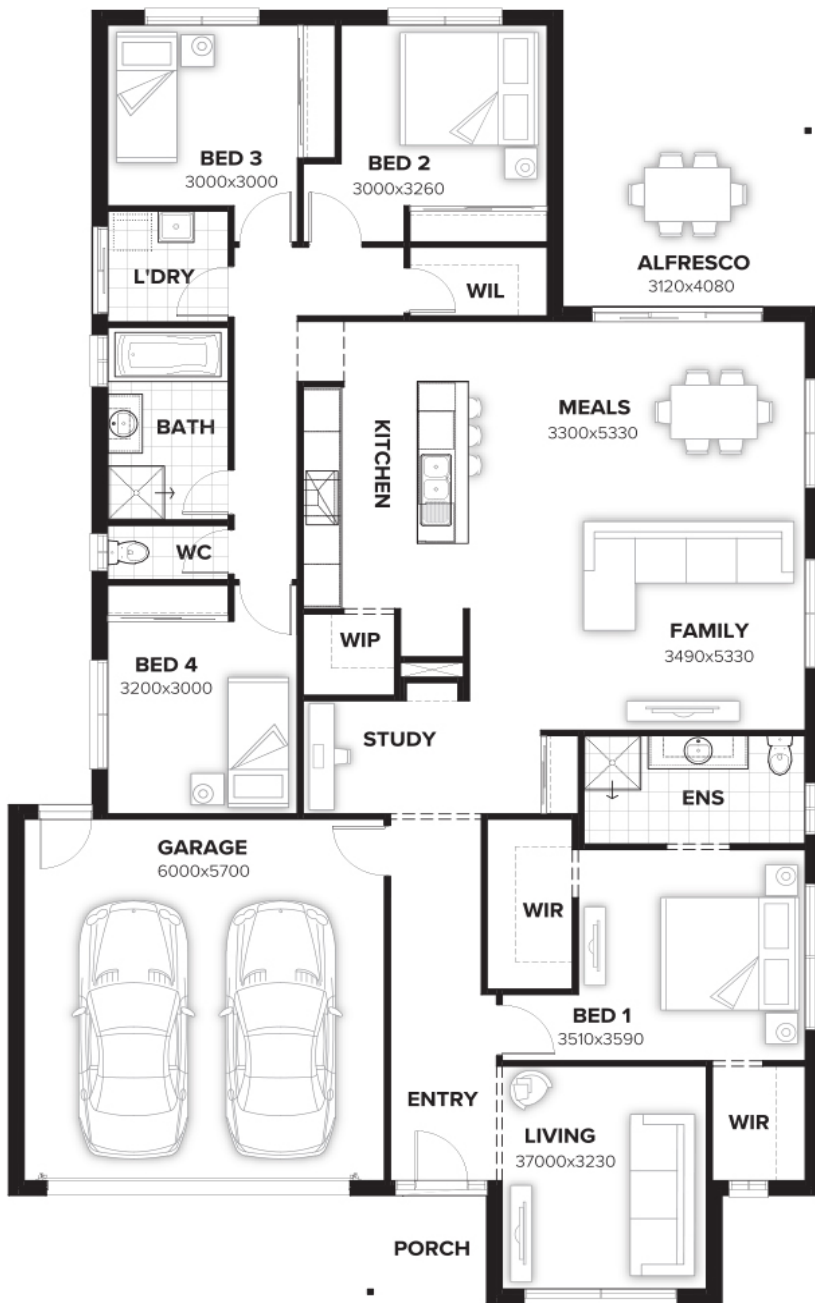 BED 3
3000x3000
BED 2
3000x3260
L'DRY
WIL
ALFRESCO
3120x4080
BATH
KITCHEN
MEALS
3300x5330
WC
BED 4
3200x3000
WIP
FAMILY
3490x5330
STUDY
ENS
GARAGE
6000x5700
WIR
BED 1
3510x3590
ENTRY
LIVING
37000x3230
WIR
PORCH